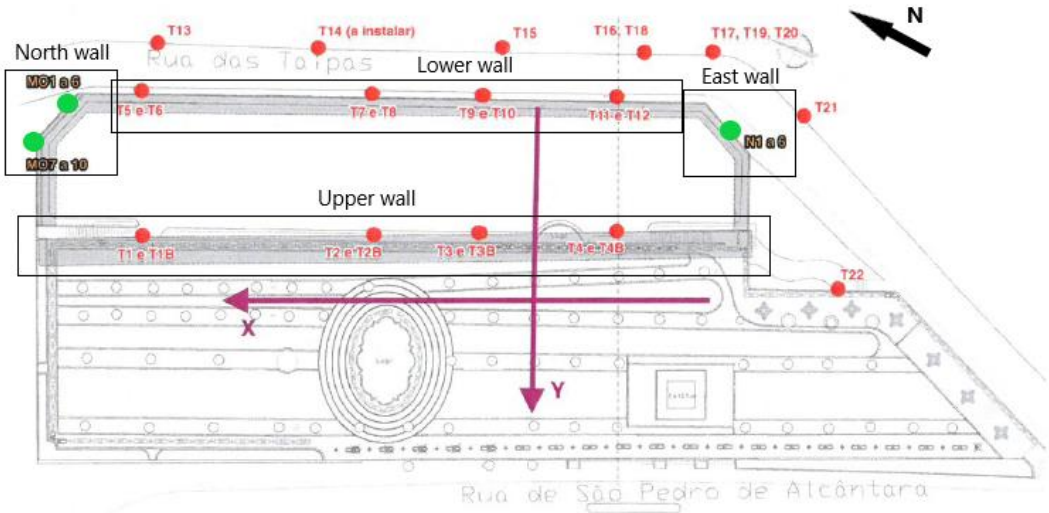 N
T13
T14 (a instalar)
T15
T16, T18
T17, T19, T20
North wall
Rua das Taipas
Lower wall
East wall
MO1 a 6
T5 e T6
T7 e T8
T9 e T10
T11 e T12
T21
N1 a 6
MO7 a 10
Upper wall
T1 e T1B
T2 e T2B
T3 e T3B
T4 e T4B
T22
X
Y
Rua de São Pedro de Alcântara